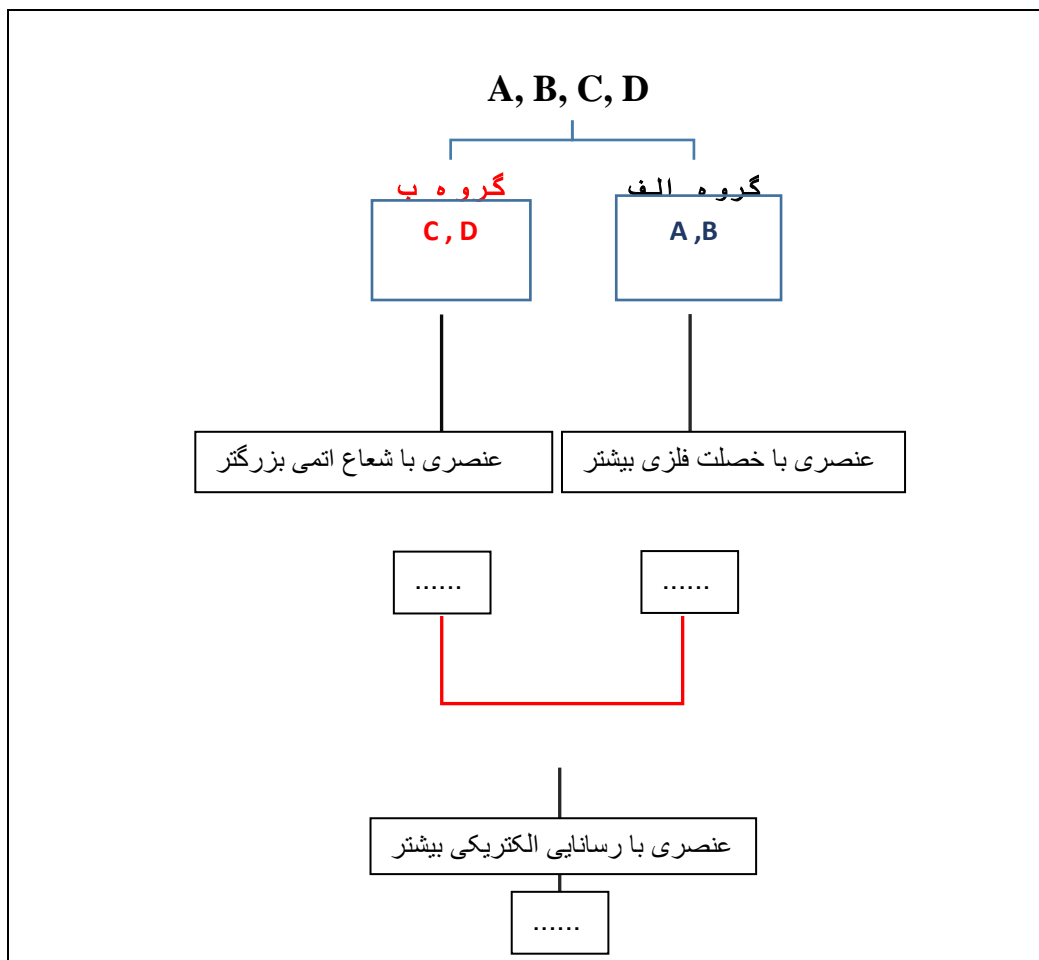 A, B, C, D
گروه الف
گروه ب
A ,B
C , D
عنصری با خصلت فلزی بیشتر
عنصری با شعاع اتمی بزرگتر
......
......
عنصری با رسانایی الکتریکی بیشتر
......